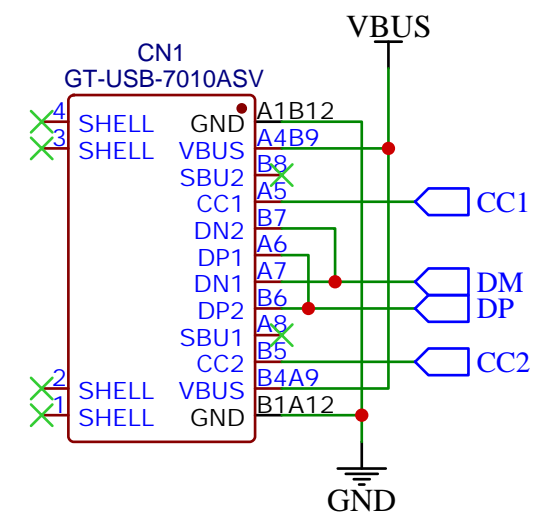 VBUS
CN1
GT-USB-7010ASV
4 SHELL GND A1B12
3 SHELL VBUS A4B9
SBU2 B8
CC1 A5 CC1
DN2 B7
DP1 A6
DN1 A7 DM
DP2 B6 DP
SBU1 A8
CC2 B5 CC2
2 SHELL VBUS B4A9
1 SHELL GND B1A12
GND